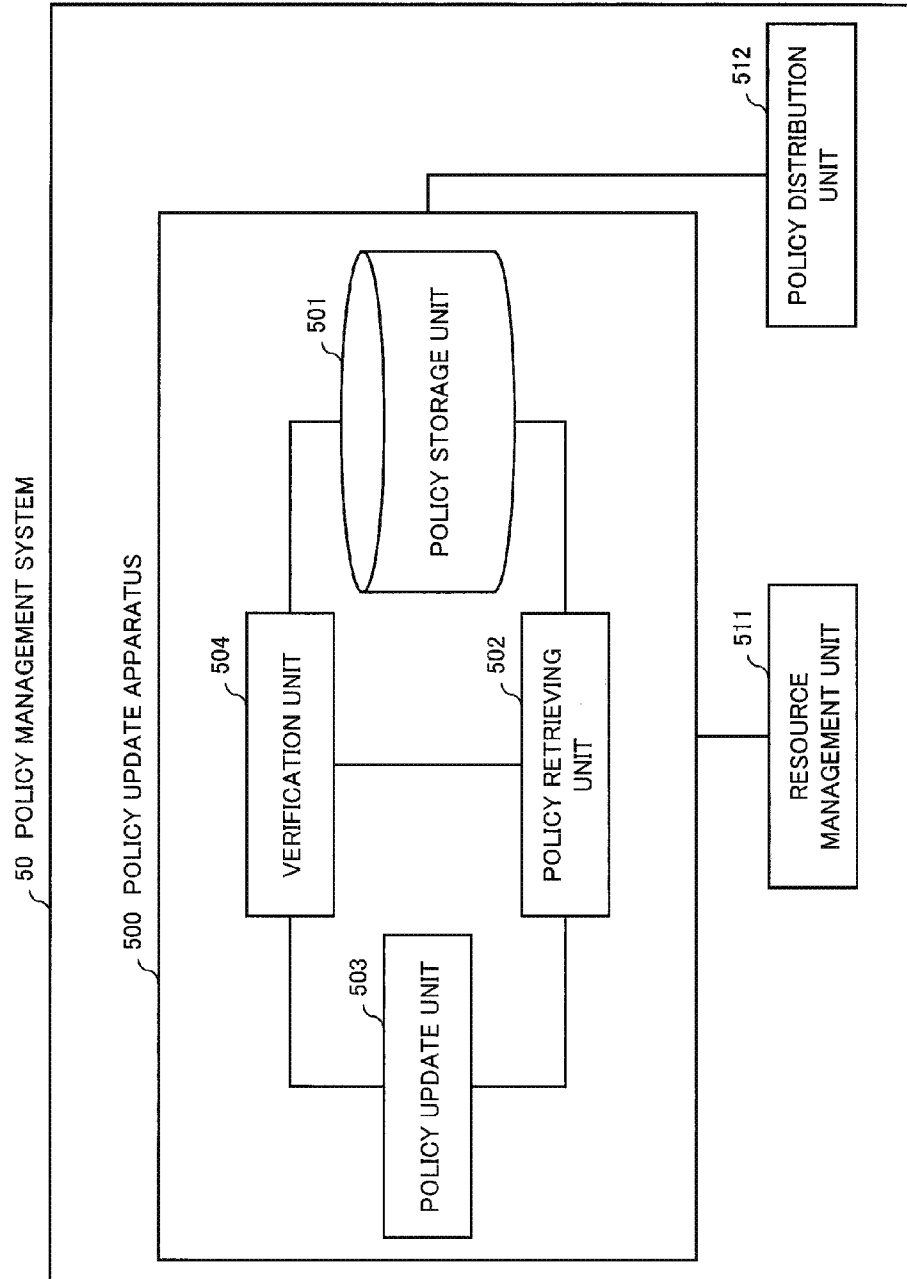 50 POLICY MANAGEMENT SYSTEM
500 POLICY UPDATE APPARATUS
504
VERIFICATION UNIT
501
POLICY STORAGE UNIT
503
POLICY UPDATE UNIT
502
POLICY RETRIEVING
UNIT
511
RESOURCE
MANAGEMENT UNIT
512
POLICY DISTRIBUTION
UNIT